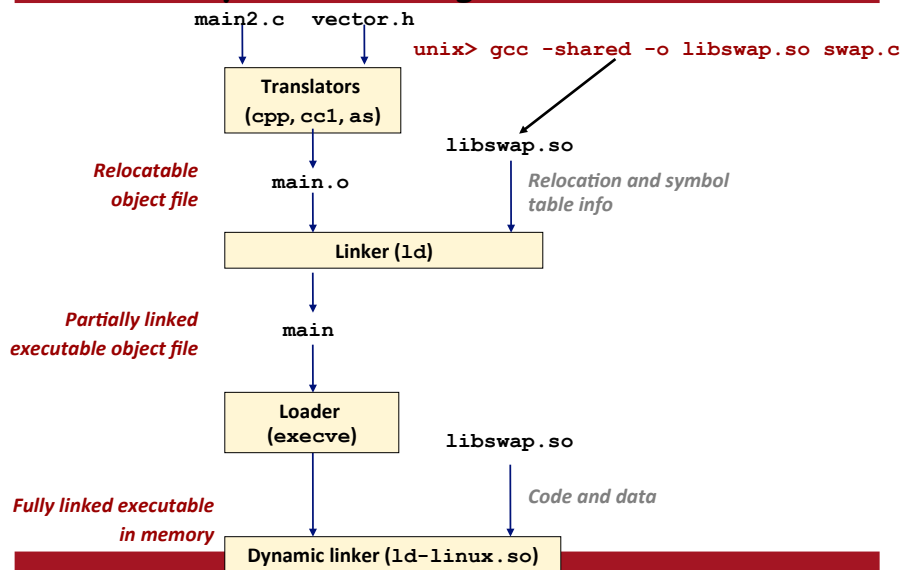 main2.c vector.h
unix> gcc -shared -o libswap.so swap.c
Translators
(cpp, cc1, as)
libswap.so
Relocatable
object file
main.o
Relocation and symbol
table info
Linker (ld)
Partially linked
executable object file
main
Loader
(execve)
libswap.so
Code and data
Fully linked executable
in memory
Dynamic linker (ld-linux.so)